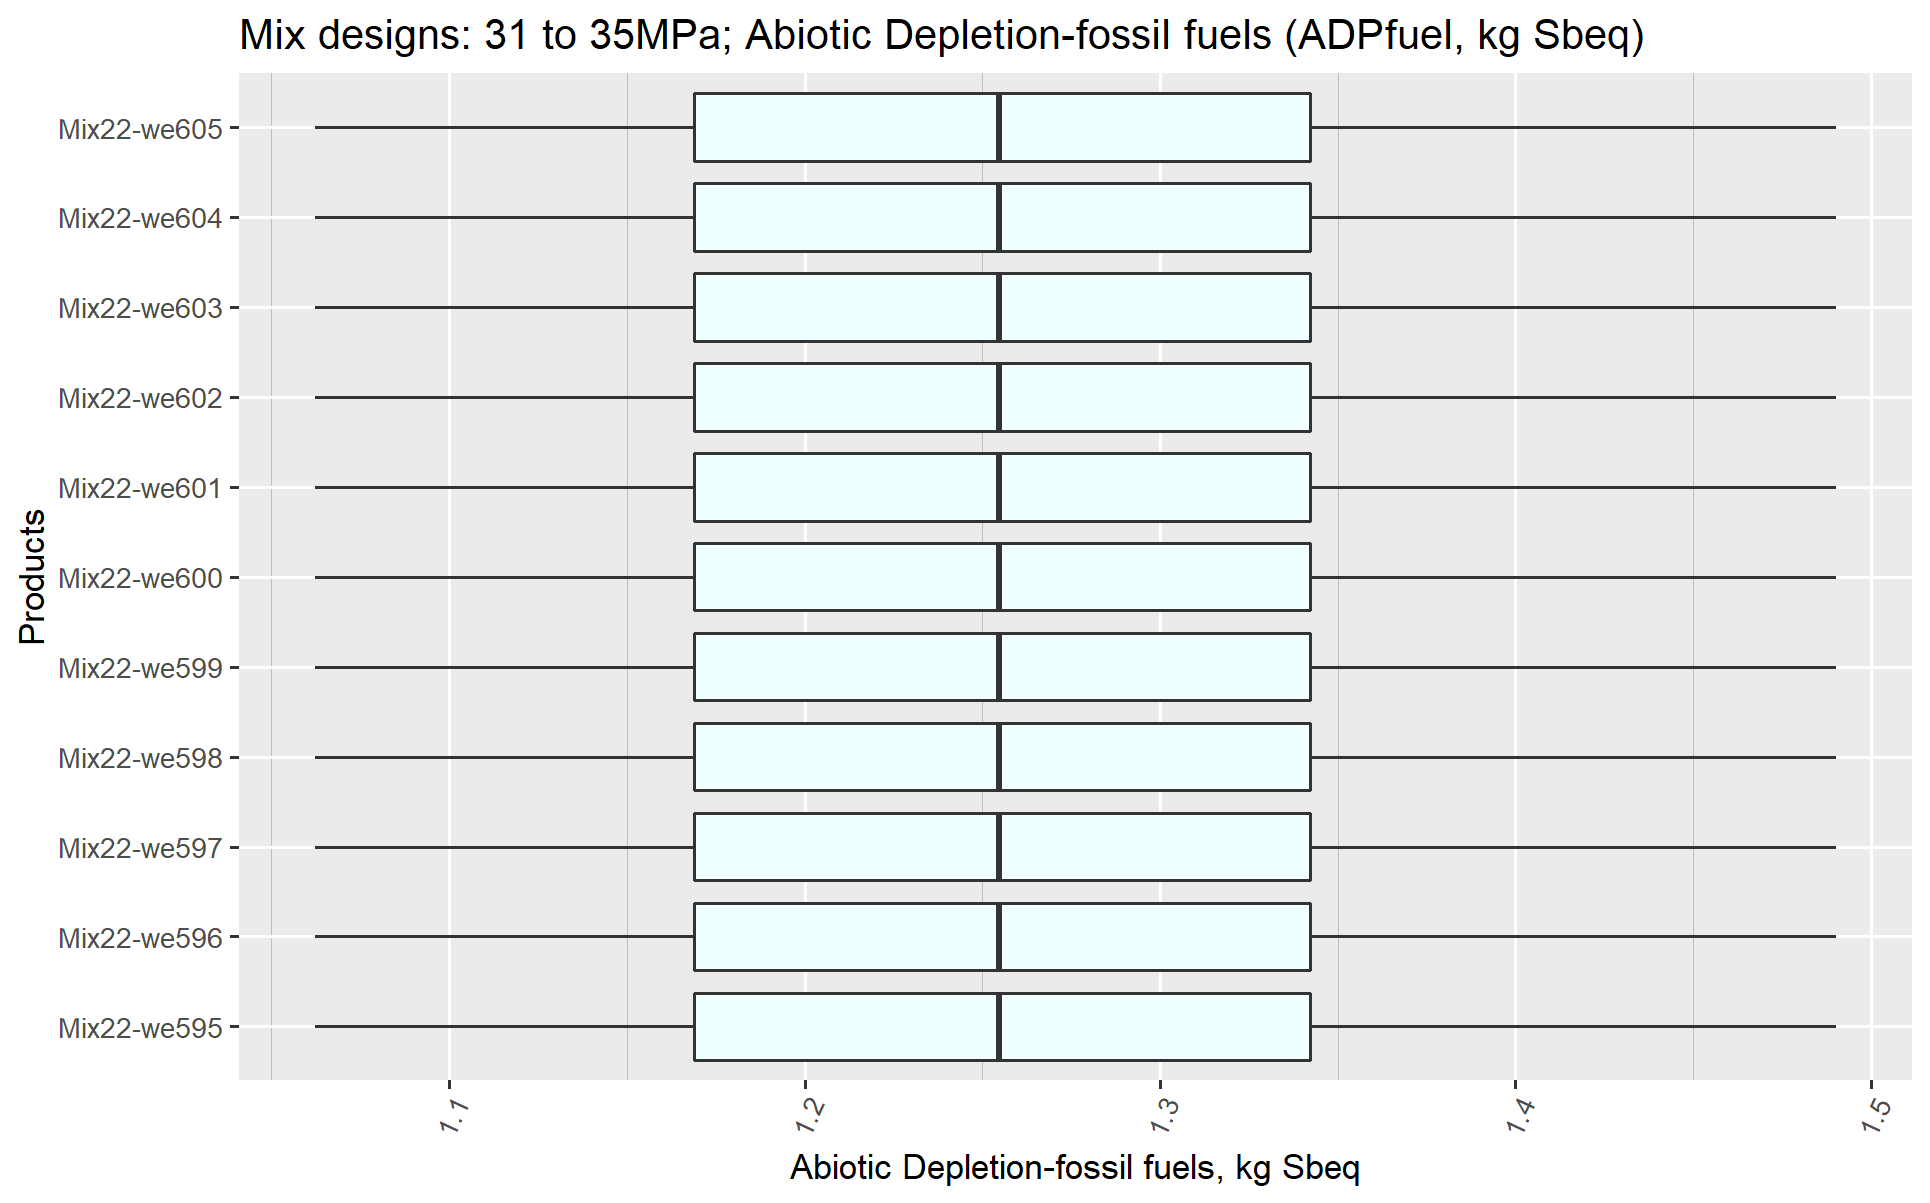 Mix designs: 31 to 35MPa; Abiotic Depletion-fossil fuels (ADPfuel, kg Sbeq)
Products
Mix22-we605
Mix22-we604
Mix22-we603
Mix22-we602
Mix22-we601
Mix22-we600
Mix22-we599
Mix22-we598
Mix22-we597
Mix22-we596
Mix22-we595
1.1 1.2 1.3 1.4 1.5
Abiotic Depletion-fossil fuels, kg Sbeq